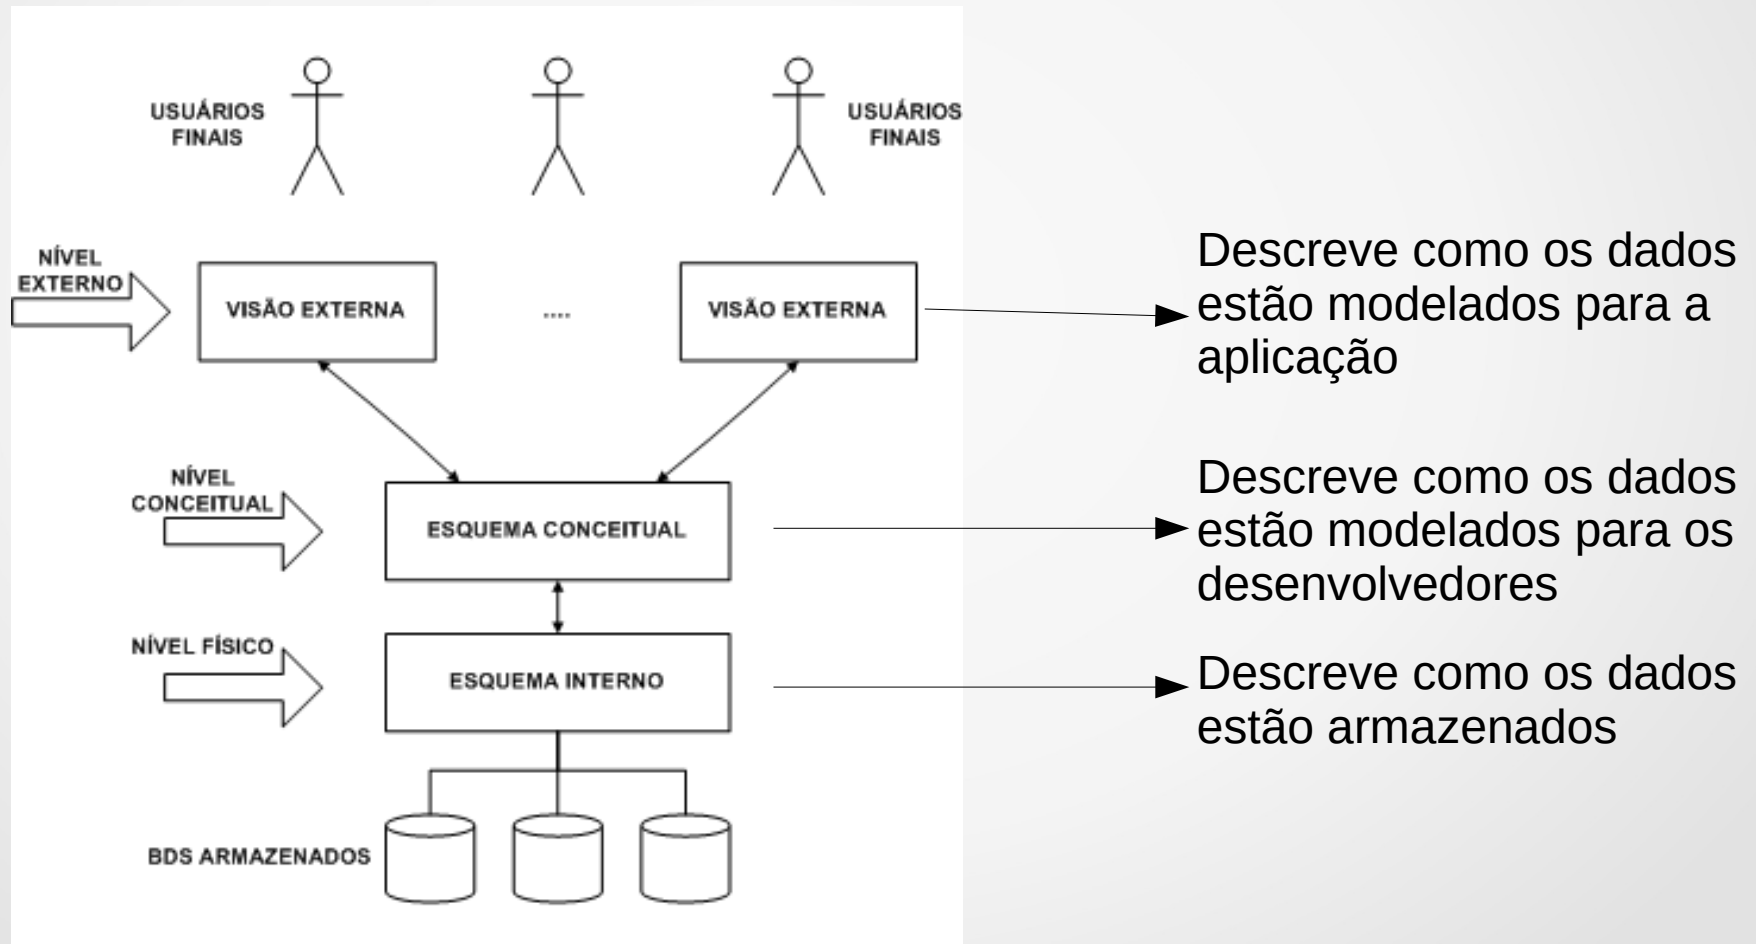 USUÁRIOS
FINAIS
USUÁRIOS
FINAIS
NÍVEL
EXTERNO
VISÃO EXTERNA
....
VISÃO EXTERNA
Descreve como os dados
estão modelados para a
aplicação
NÍVEL
CONCEITUAL
ESQUEMA CONCEITUAL
Descreve como os dados
estão modelados para os
desenvolvedores
NÍVEL FÍSICO
ESQUEMA INTERNO
Descreve como os dados
estão armazenados
BDS ARMAZENADOS